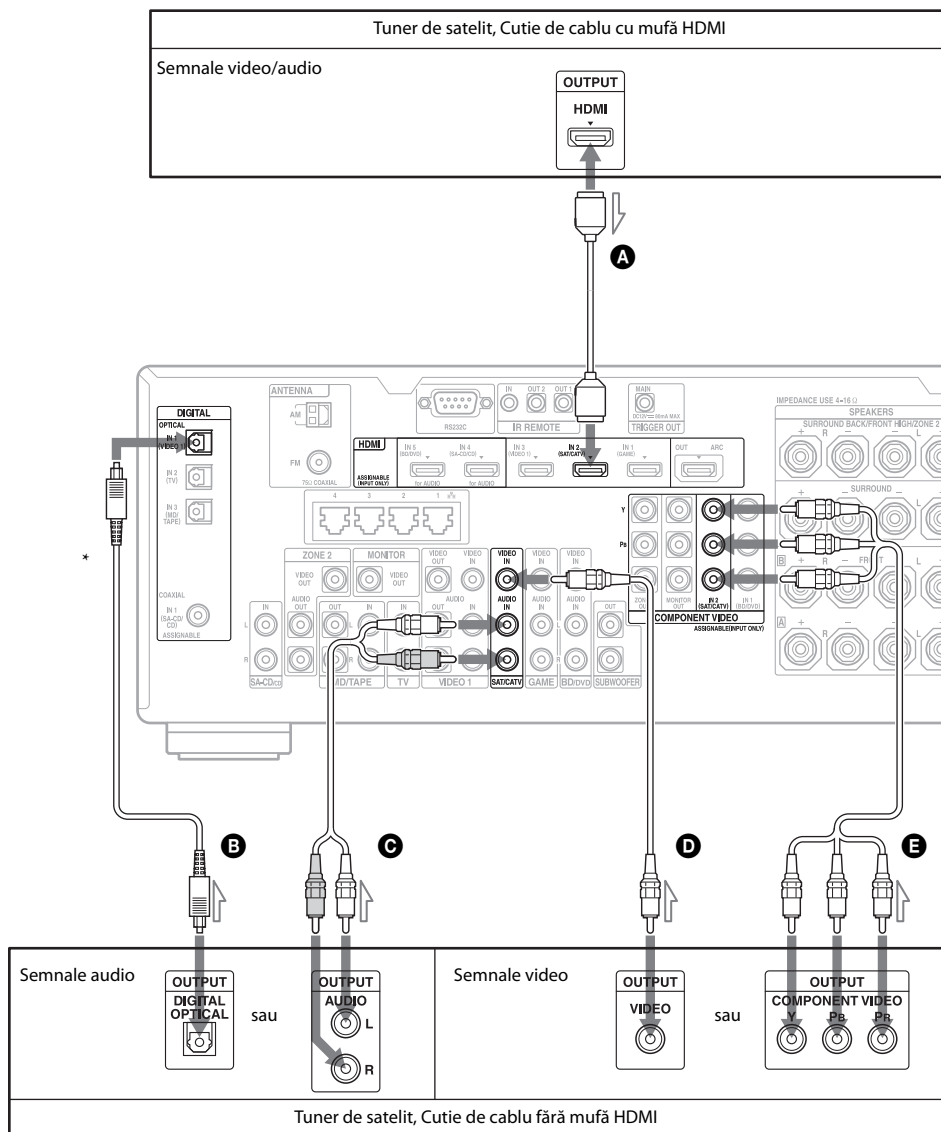 Tuner de satelit, Cutie de cablu cu mufă HDMI
Semnale video/audio
OUTPUT
HDMI
A
ANTENNA
AM
FM
75Ω COAXIAL
RS232C
IN OUT 2 OUT 1
IR REMOTE
MAIN
DC12V 60mA MAX
TRIGGER OUT
IMPEDANCE USE 4–16 Ω
SPEAKERS
SURROUND BACK/FRONT HIGH/ZONE 2
+ R − − L
DIGITAL
OPTICAL
IN 1
(VIDEO 1)
IN 2
(TV)
IN 3
(MD/
TAPE)
COAXIAL
IN 1
(SA-CD/
CD)
ASSIGNABLE
HDMI
ASSIGNABLE
(INPUT ONLY)
IN 5
(BD/DVD)
for AUDIO
IN 4
(SA-CD/CD)
for AUDIO
IN 3
(VIDEO 1)
IN 2
(SAT/CATV)
IN 1
(GAME)
OUT ARC
SURROUND
4 3 2 1
Y
PB
ZONE 2
VIDEO
OUT
AUDIO
OUT
MONITOR
VIDEO
OUT
VIDEO
OUT
VIDEO
IN
VIDEO
IN
VIDEO
IN
VIDEO
IN
AUDIO
OUT
AUDIO
IN
AUDIO
IN
AUDIO
IN
IN
OUT
IN
IN
OUT
L
R
SA-CD/CD
MD/TAPE
TV
VIDEO 1
SAT/CATV
GAME
BD/DVD
SUBWOOFER
MONITOR
OUT
IN 2
(SAT/CATV)
IN 1
(BD/DVD)
COMPONENT VIDEO
ASSIGNABLE(INPUT ONLY)
B
A
*
B
C
D
E
Semnale audio
OUTPUT
DIGITAL
OPTICAL
sau
OUTPUT
AUDIO
L
R
Semnale video
OUTPUT
VIDEO
sau
OUTPUT
COMPONENT VIDEO
Y PB PR
Tuner de satelit, Cutie de cablu fără mufă HDMI